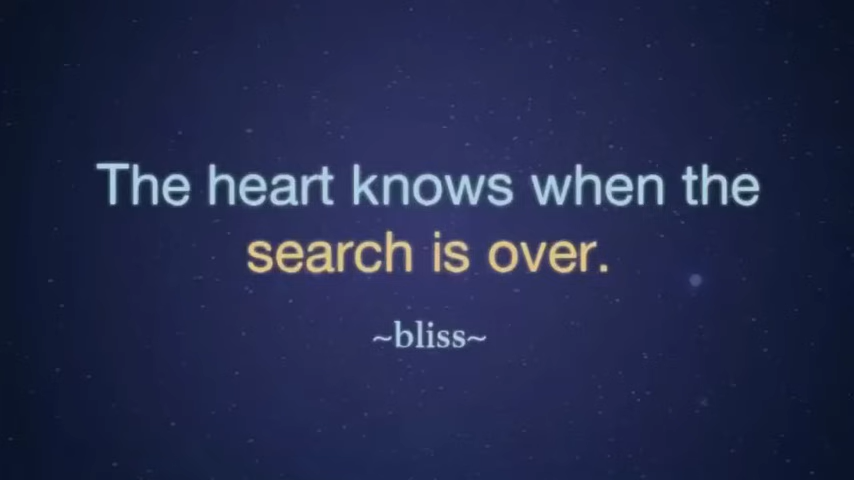 The heart knows when the
search is over.
~bliss~